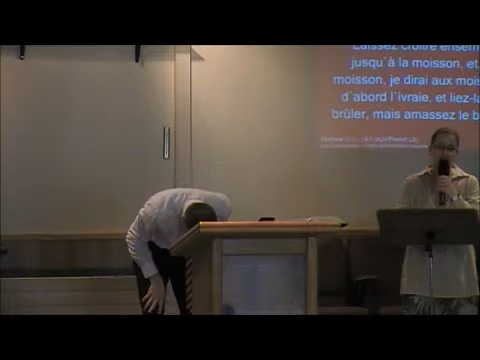 Laissez croître ensem
jusqu'à la moisson, et,
moisson, je dirai aux mois
d'abord l'ivraie, et liez-la
brûler, mais amassez le b